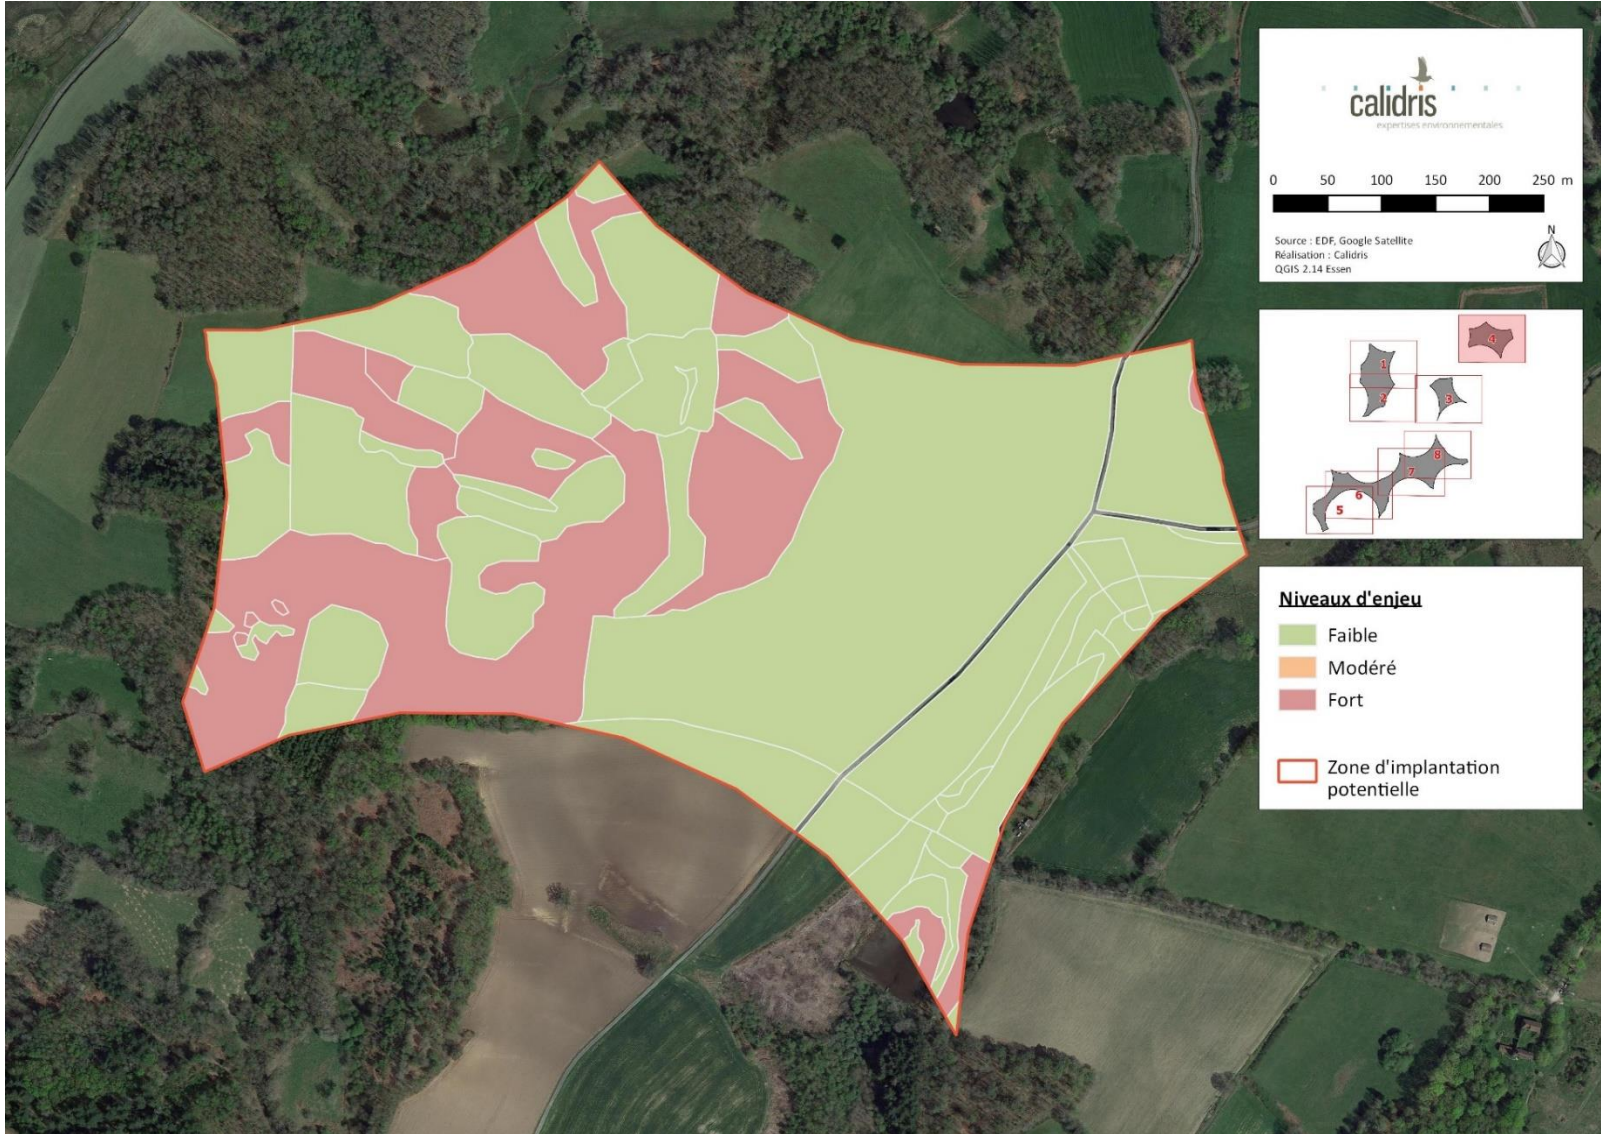 calidris
expertises environnementales
0 50 100 150 200 250 m
Source : EDF, Google Satellite
Réalisation : Calidris
QGIS 2.14 Essen
N
4
1
2
3
8
7
6
5
Niveaux d'enjeu
Faible
Modéré
Fort
Zone d'implantation
potentielle